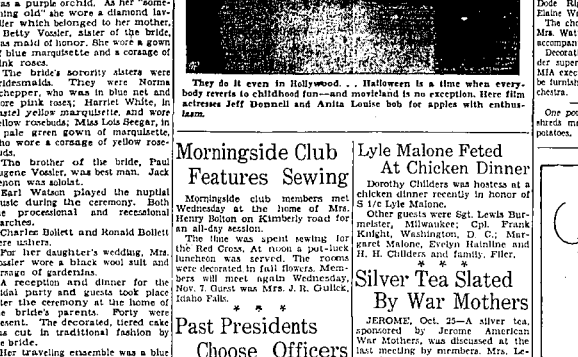 as a purple orchid. As her "some-
ing old" she wore a diamond lav-
ier which belonged to her mother.
Betty Vossler, sister of the bride,
as maid of honor. She wore a gown
f blue marquisette and a corsage of
ink roses.
The bride's sorority sisters were
ridesmaids. They were Norma
chepper, who was in blue net and
ore pink roses; Harriet White, in
astel yellow marquisette, and wore
ellow rosebuds; Miss Lois Seegar, in
pale green gown of marquisette,
ho wore a corsage of yellow rose-
uds.
The brother of the bride, Paul
ugene Vossler, was best man. Jack
enon was soloist.
Earl Watson played the nuptial
usic during the ceremony. Both
e processional and recessional
arches.
Charles Bollett and Ronald Bollett
ere ushers.
For her daughter's wedding, Mrs.
ossler wore a black wool suit and
rsage of gardenias.
A reception and dinner for the
idal party and guests took place
ter the ceremony at the home of
e bride's parents. Forty were
esent. The decorated, tiered cake
as cut in traditional fashion by
e bride.
Her traveling ensemble was a blue
They do it even in Hollywood. . . Halloween is a time when every-
body reverts to childhood fun—and movieland is no exception. Here film
actresses Jeff Donnell and Anita Louise bob for apples with enthus-
iasm.
Morningside Club
Features Sewing
Morningside club members met
Wednesday at the home of Mrs.
Henry Bolton on Kimberly road for
an all-day session.
The time was spent sewing for
the Red Cross. At noon a put-luck
luncheon was served. The rooms
were decorated in fall flowers. Mem-
bers will meet again Wednesday,
Nov. 7. Guest was Mrs. J. R. Gulick,
Idaho Falls.
* * *
Past Presidents
Choose Officers
Lyle Malone Feted
At Chicken Dinner
Dorothy Childers was hostess at a
chicken dinner recently in honor of
S 1/c Lyle Malone.
Other guests were Sgt. Lewis Bur-
meister, Milwaukee; Cpl. Frank
Knight, Washington, D. C.; Mar-
garet Malone, Evelyn Hainline and
H. H. Childers and family, Filer.
* * *
Silver Tea Slated
By War Mothers
JEROME, Oct. 25—A silver tea,
sponsored by Jerome American
War Mothers, was discussed at the
last meeting by members. Mrs. Le-
Dode Ri
Elaine Wa
The cho
Mrs. Wat
accompan
Decorati
der super
MIA exec
be furnish
chestra.
One po
shreds ma
potatoes.